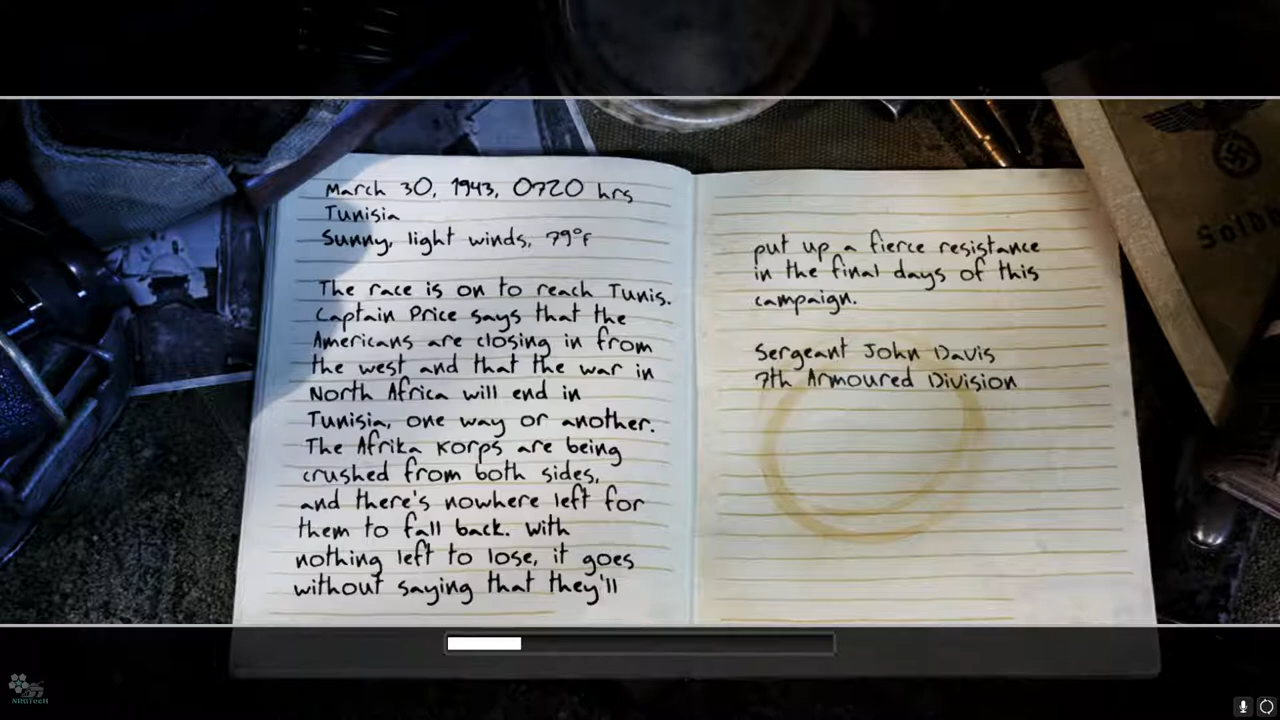 March 30, 1943, 0720 hrs
Tunisia
Sunny, light winds, 79°F
The race is on to reach Tunis.
Captain Price says that the
Americans are closing in from
the west and that the war in
North Africa will end in
Tunisia, one way or another.
The Afrika Korps are being
crushed from both sides,
and there's nowhere left for
them to fall back. With
nothing left to lose, it goes
without saying that they'll
put up a fierce resistance
in the final days of this
campaign.
Sergeant John Davis
7th Armoured Division
NHGTecH